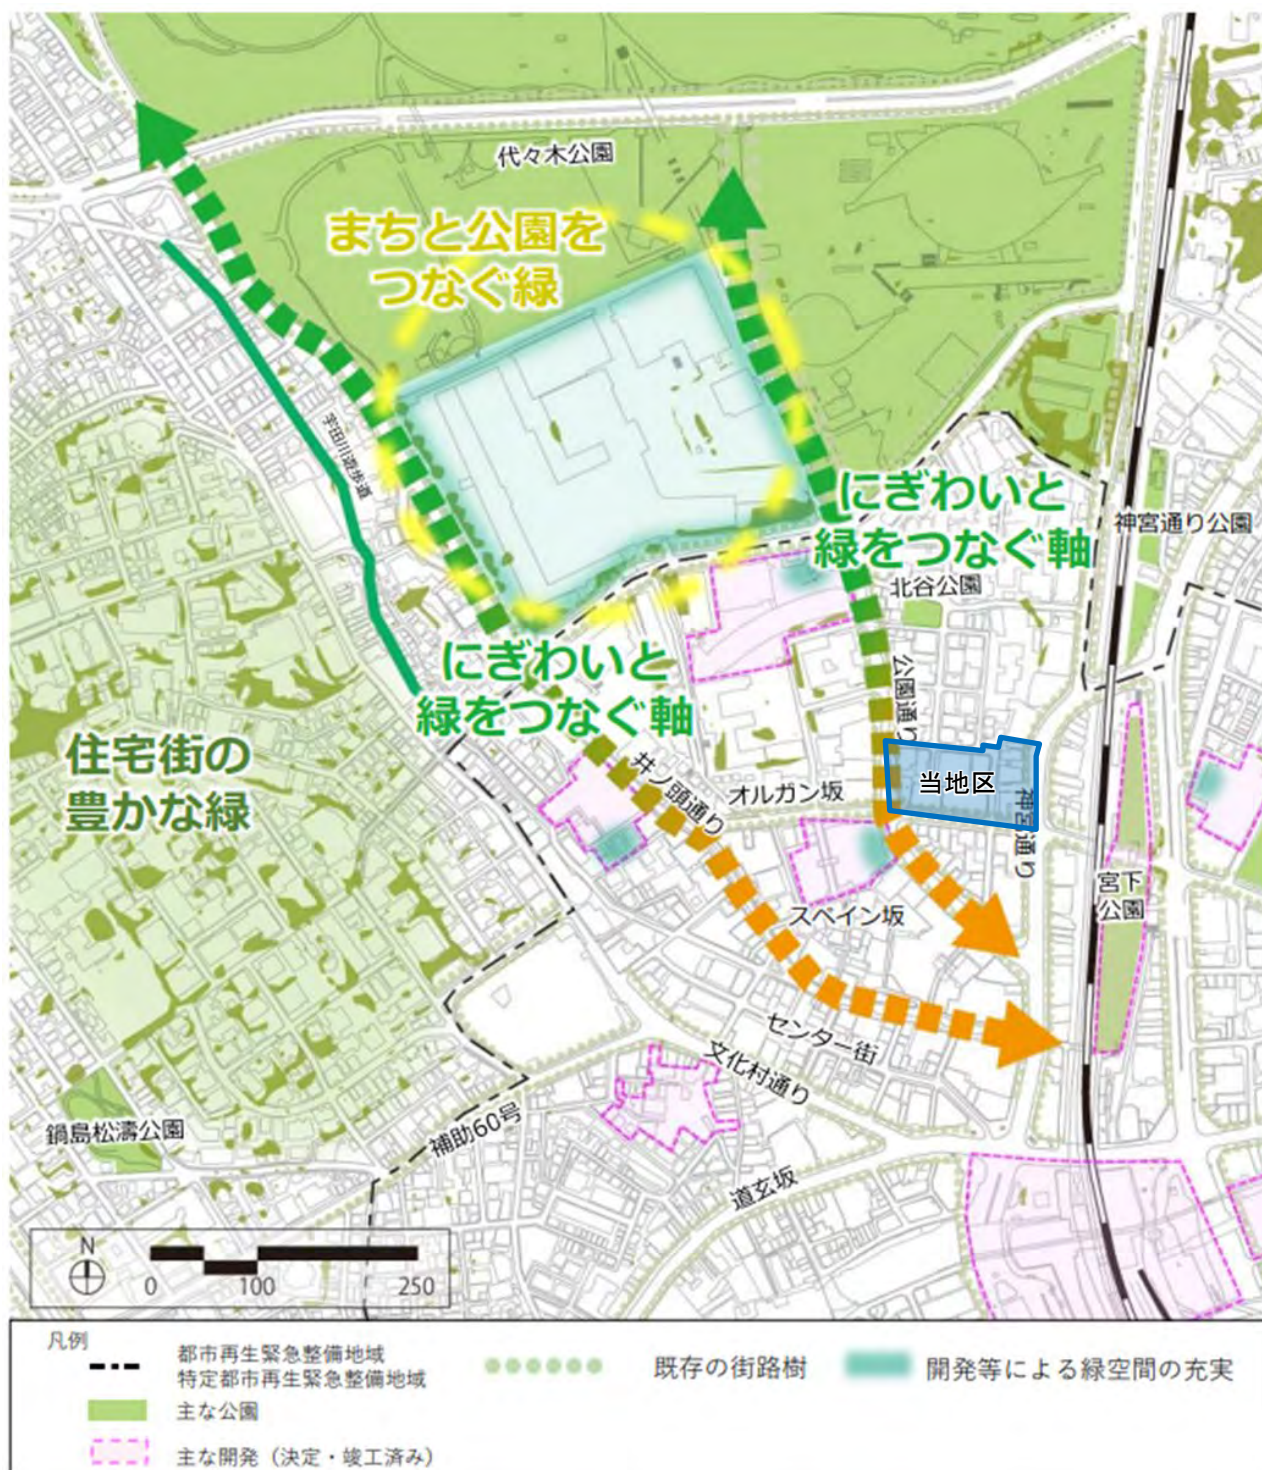 代々木公園
まちと公園を
つなぐ緑
宇田川遊歩道
にぎわいと
緑をつなぐ軸
神宮通り公園
北谷公園
にぎわいと
緑をつなぐ軸
公園通り
住宅街の
豊かな緑
井ノ頭通り
オルガン坂
当地区
神宮通り
宮下
公園
スペイン坂
センター街
文化村通り
鍋島松濤公園
補助60号
道玄坂
N
0 100 250
凡例
都市再生緊急整備地域
特定都市再生緊急整備地域
既存の街路樹
開発等による緑空間の充実
主な公園
主な開発（決定・竣工済み）